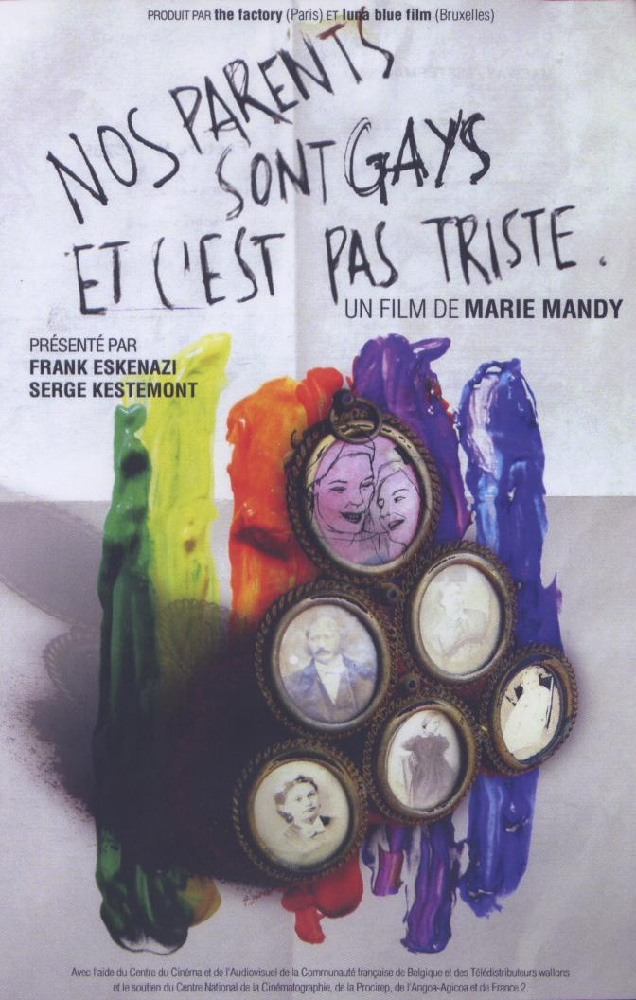 PRODUIT PAR the factory (Paris) ET luna blue film (Bruxelles)
NOS PARENTS
SONT GAYS
ET C'EST PAS TRISTE.
UN FILM DE MARIE MANDY
PRÉSENTÉ PAR
FRANK ESKENAZI
SERGE KESTEMONT
Avec l'aide du Centre du Cinéma et de l'Audiovisuel de la Communauté française de Belgique et des Télédistributeurs wallons
et le soutien du Centre National de la Cinématographie, de la Procirep, de l'Angoa-Agicoa et de France 2.